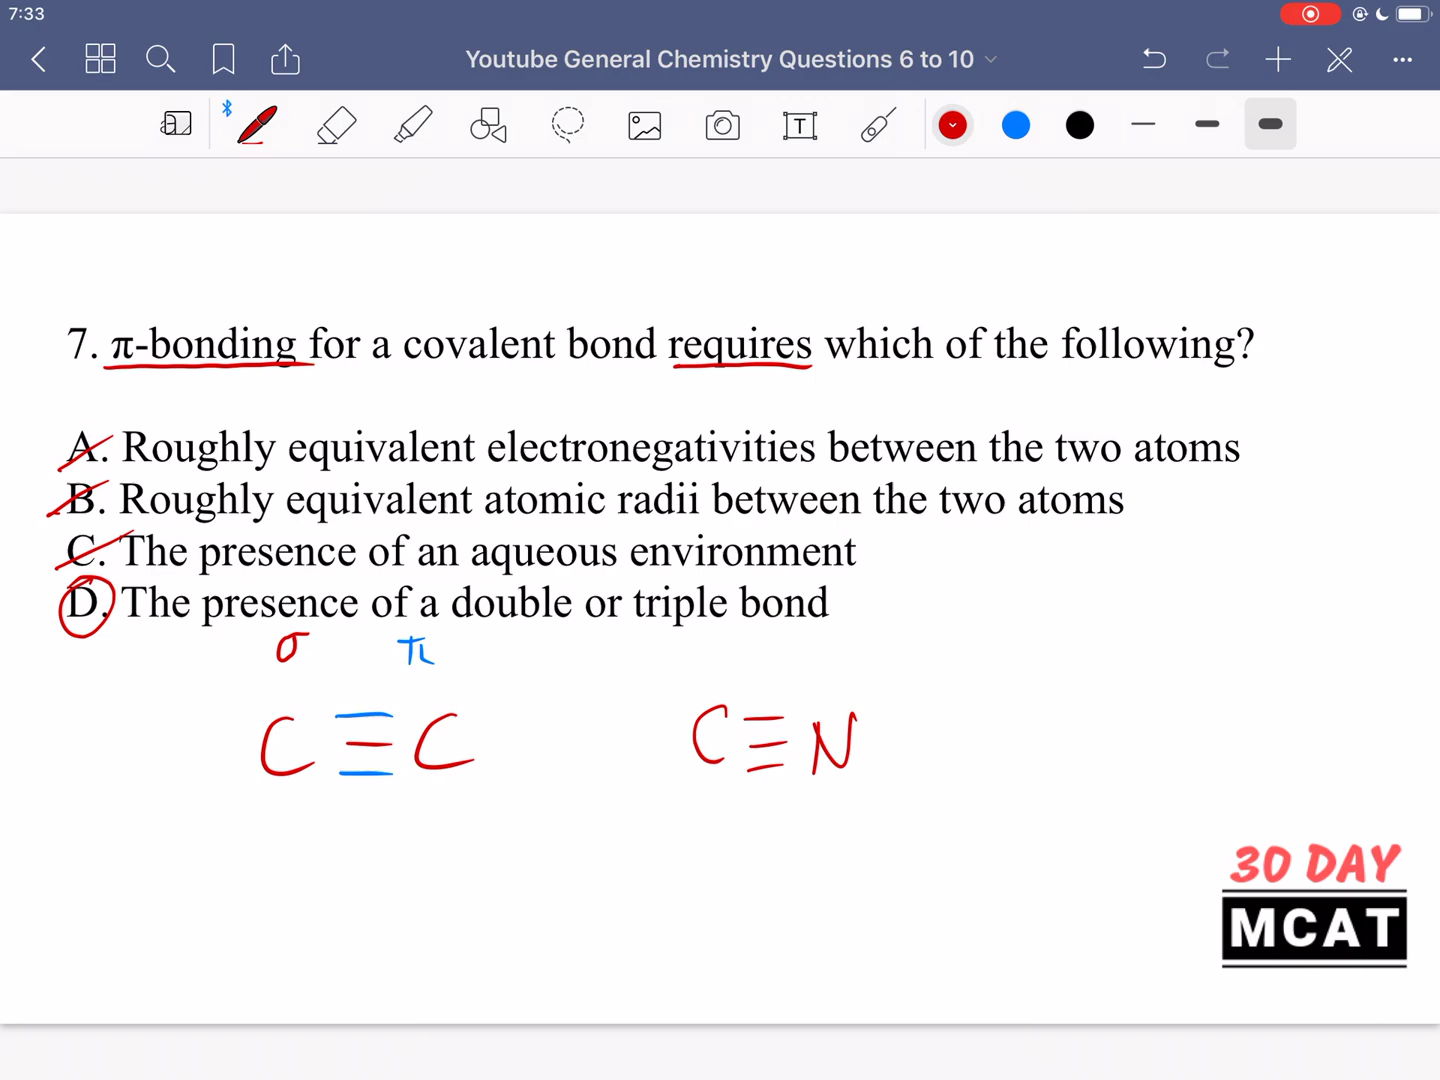 7:33
Youtube General Chemistry Questions 6 to 10
a
T
7. π-bonding for a covalent bond requires which of the following?
A. Roughly equivalent electronegativities between the two atoms
B. Roughly equivalent atomic radii between the two atoms
C. The presence of an aqueous environment
D. The presence of a double or triple bond
σ π
C ≡ C C ≡ N
30 DAY
MCAT